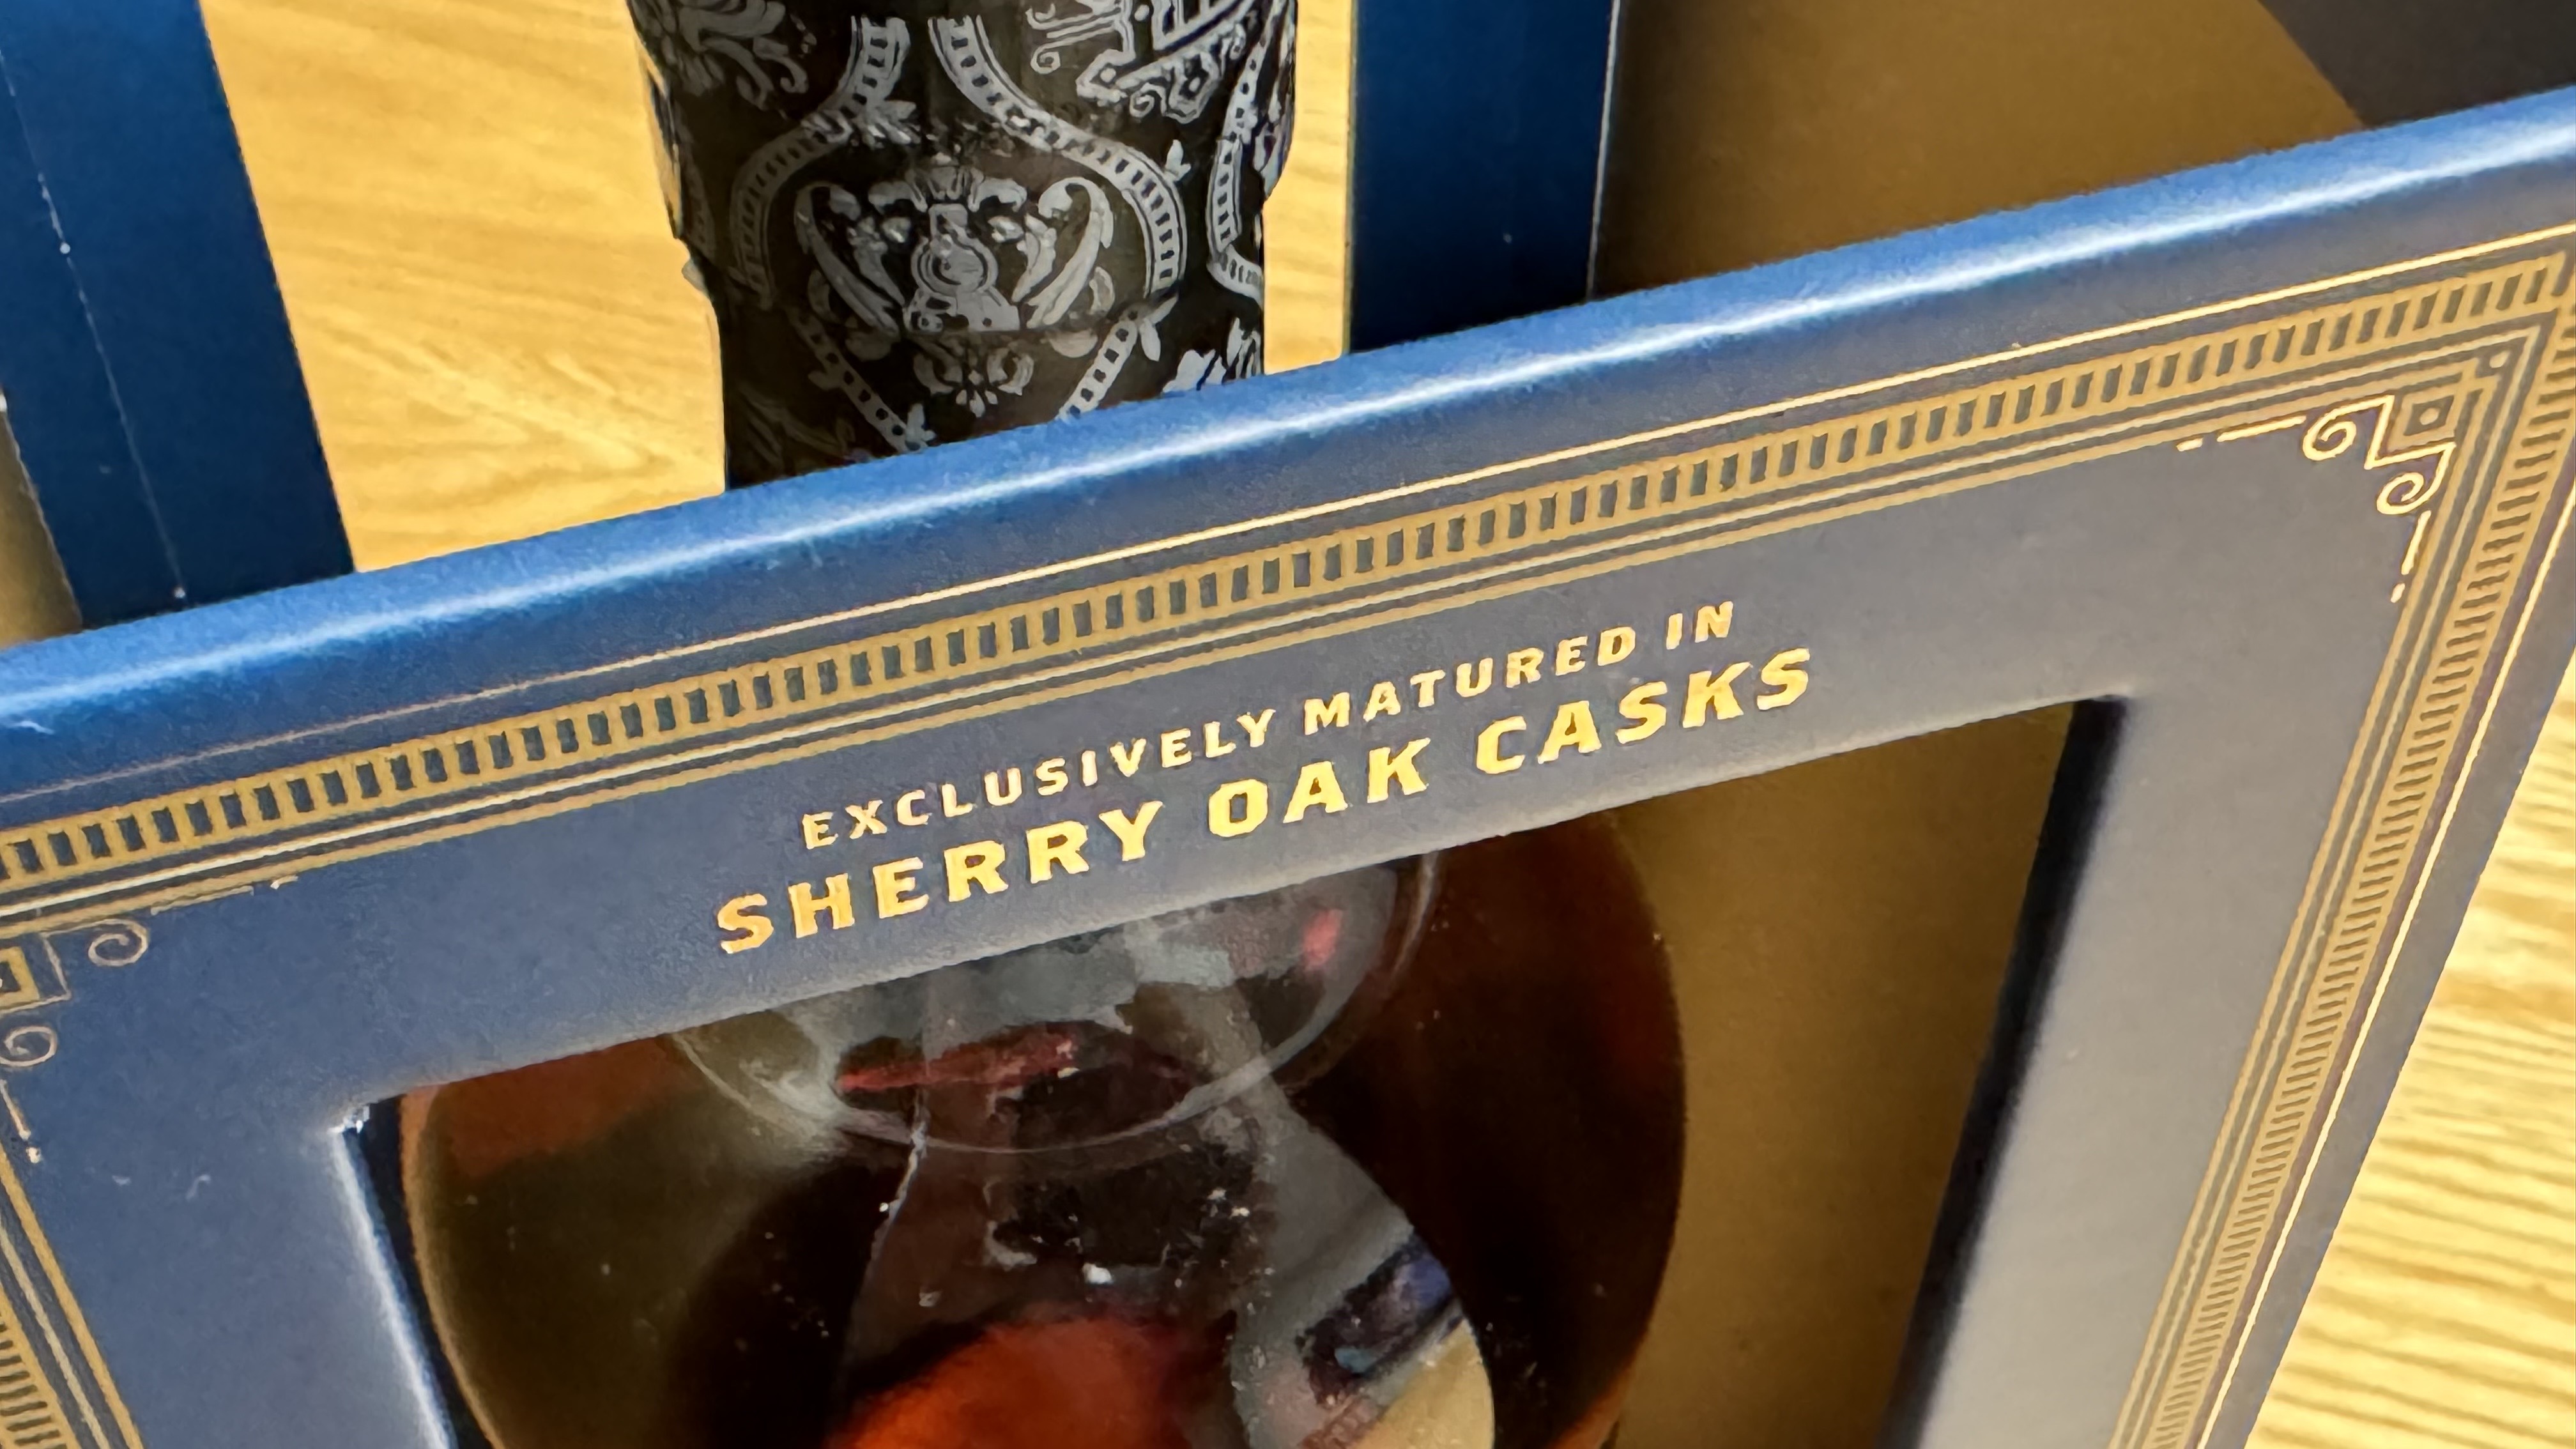 EXCLUSIVELY MATURED IN
SHERRY OAK CASKS